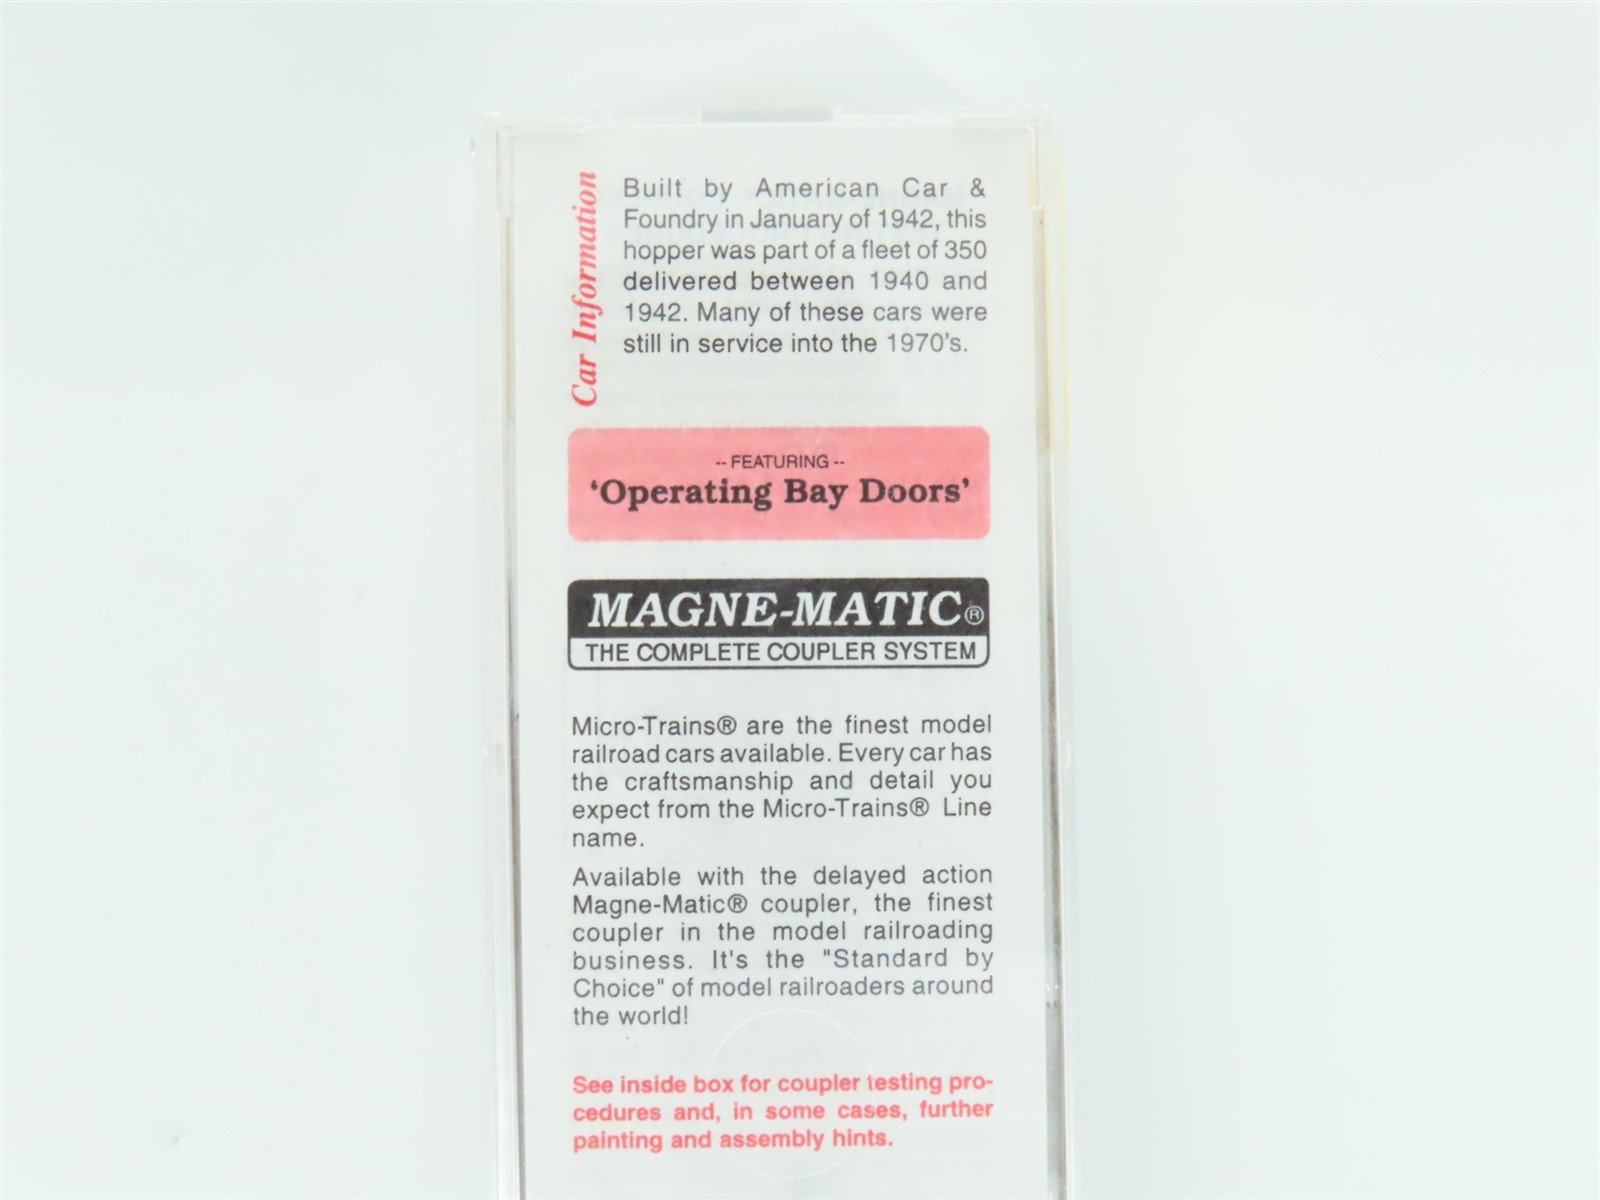 Car Information
Built by American Car &
Foundry in January of 1942, this
hopper was part of a fleet of 350
delivered between 1940 and
1942. Many of these cars were
still in service into the 1970's.
-- FEATURING --
'Operating Bay Doors'
MAGNE-MATIC®
THE COMPLETE COUPLER SYSTEM
Micro-Trains® are the finest model
railroad cars available. Every car has
the craftsmanship and detail you
expect from the Micro-Trains® Line
name.
Available with the delayed action
Magne-Matic® coupler, the finest
coupler in the model railroading
business. It's the "Standard by
Choice" of model railroaders around
the world!
See inside box for coupler testing pro-
cedures and, in some cases, further
painting and assembly hints.